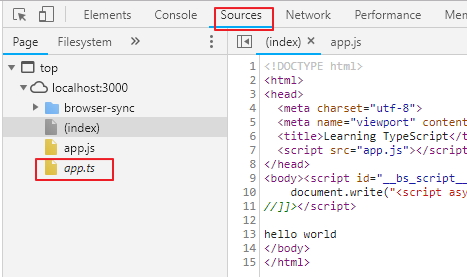 Elements Console Sources Network Performance Memory
Page Filesystem
(index) app.js
top
localhost:3000
browser-sync
(index)
app.js
app.ts
1 <!DOCTYPE html>
2 <html>
3 <head>
4 <meta charset="utf-8">
5 <meta name="viewport" content
6 <title>Learning TypeScript</t
7 <script src="app.js"></script
8 </head>
9 <body><script id="__bs_script__
10 document.write("<script asy
11 //]]></script>
12
13 hello world
14 </body>
15 </html>